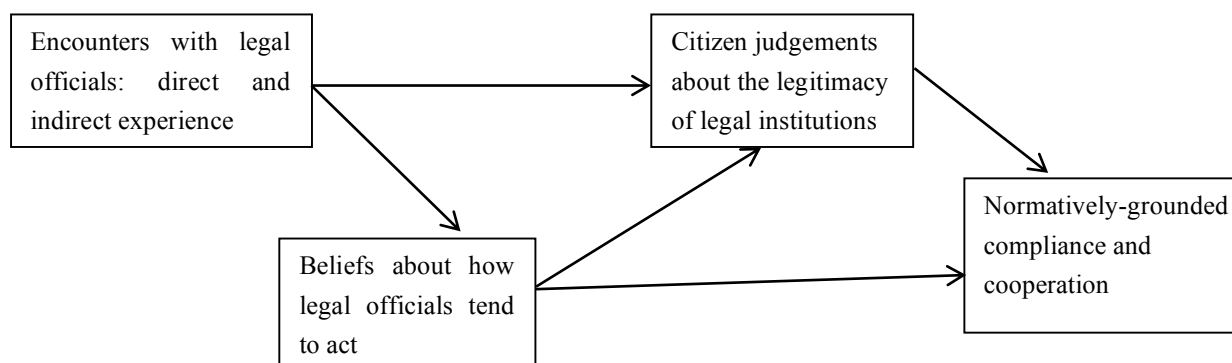 Encounters with legal
officials: direct and
indirect experience
Citizen judgements
about the legitimacy
of legal institutions
Beliefs about how
legal officials tend
to act
Normatively-grounded
compliance and
cooperation